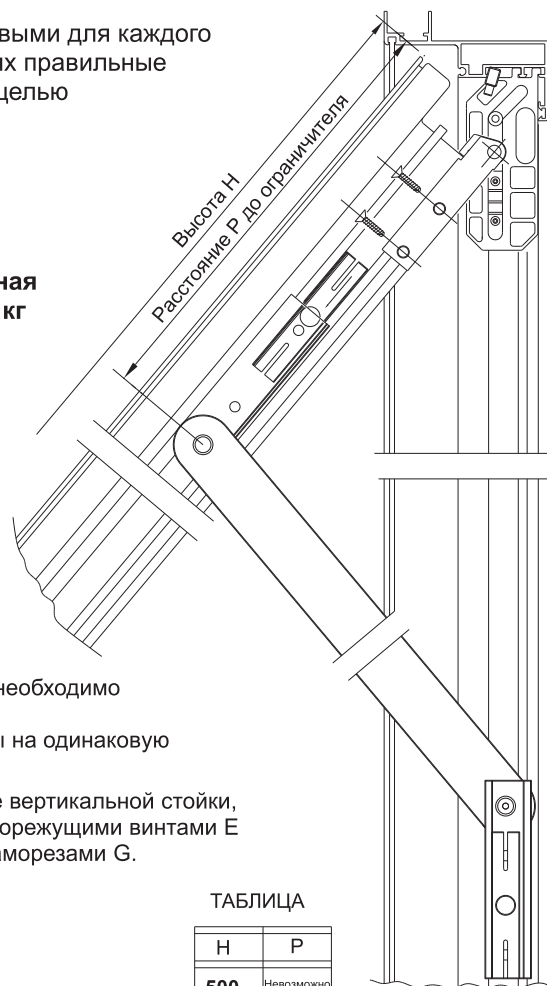 выми для каждого
их правильные
целью
Высота H
Расстояние P до ограничителя
ная
кг
необходимо
ы на одинаковую
е вертикальной стойки,
орежущими винтами E
аморезами G.
ТАБЛИЦА
H P
500 Невозможно